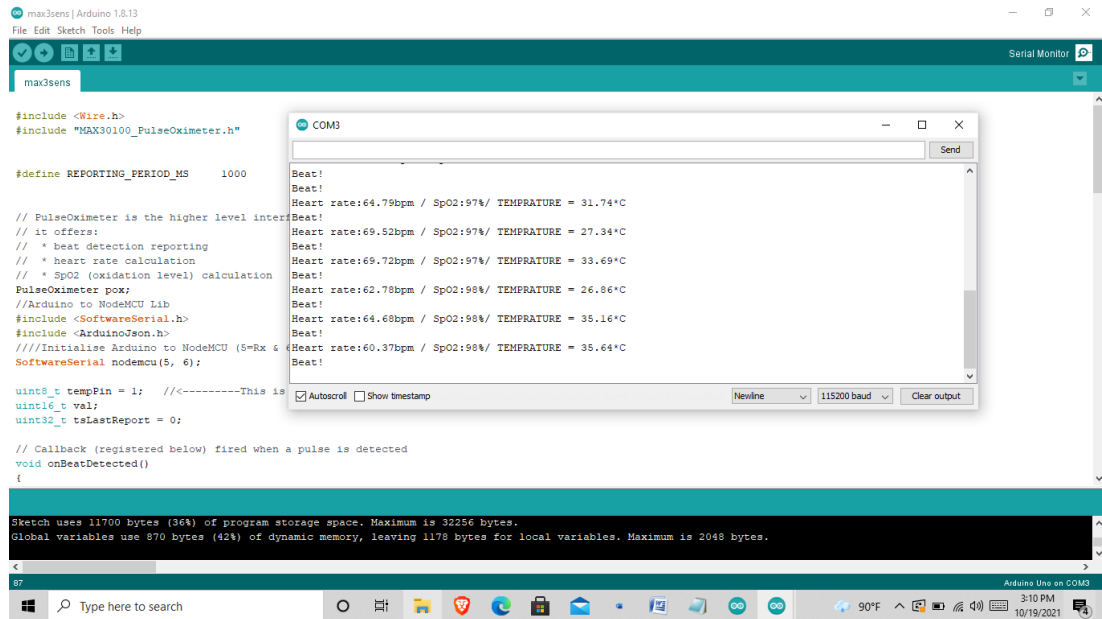 max3sens | Arduino 1.8.13
File Edit Sketch Tools Help
Serial Monitor
max3sens
#include <Wire.h>
#include "MAX30100_PulseOximeter.h"
#define REPORTING_PERIOD_MS 1000
// PulseOximeter is the higher level interf
// it offers:
// * beat detection reporting
// * heart rate calculation
// * SpO2 (oxidation level) calculation
PulseOximeter pox;
//Arduino to NodeMCU Lib
#include <SoftwareSerial.h>
#include <ArduinoJson.h>
////Initialise Arduino to NodeMCU (5=Rx &
SoftwareSerial nodemcu(5, 6);
uint8_t tempPin = 1; //<---------This is
uint16_t val;
uint32_t tsLastReport = 0;
// Callback (registered below) fired when a pulse is detected
void onBeatDetected()
{
COM3
Send
Beat!
Beat!
Heart rate:64.79bpm / SpO2:97%/ TEMPRATURE = 31.74*C
Beat!
Heart rate:69.52bpm / SpO2:97%/ TEMPRATURE = 27.34*C
Beat!
Heart rate:69.72bpm / SpO2:97%/ TEMPRATURE = 33.69*C
Beat!
Heart rate:62.78bpm / SpO2:98%/ TEMPRATURE = 26.86*C
Beat!
Heart rate:64.68bpm / SpO2:98%/ TEMPRATURE = 35.16*C
Beat!
Heart rate:60.37bpm / SpO2:98%/ TEMPRATURE = 35.64*C
Beat!
Autoscroll Show timestamp Newline 115200 baud Clear output
Sketch uses 11700 bytes (36%) of program storage space. Maximum is 32256 bytes.
Global variables use 870 bytes (42%) of dynamic memory, leaving 1178 bytes for local variables. Maximum is 2048 bytes.
87 Arduino Uno on COM3
Type here to search 90°F 3:10 PM
10/19/2021 4